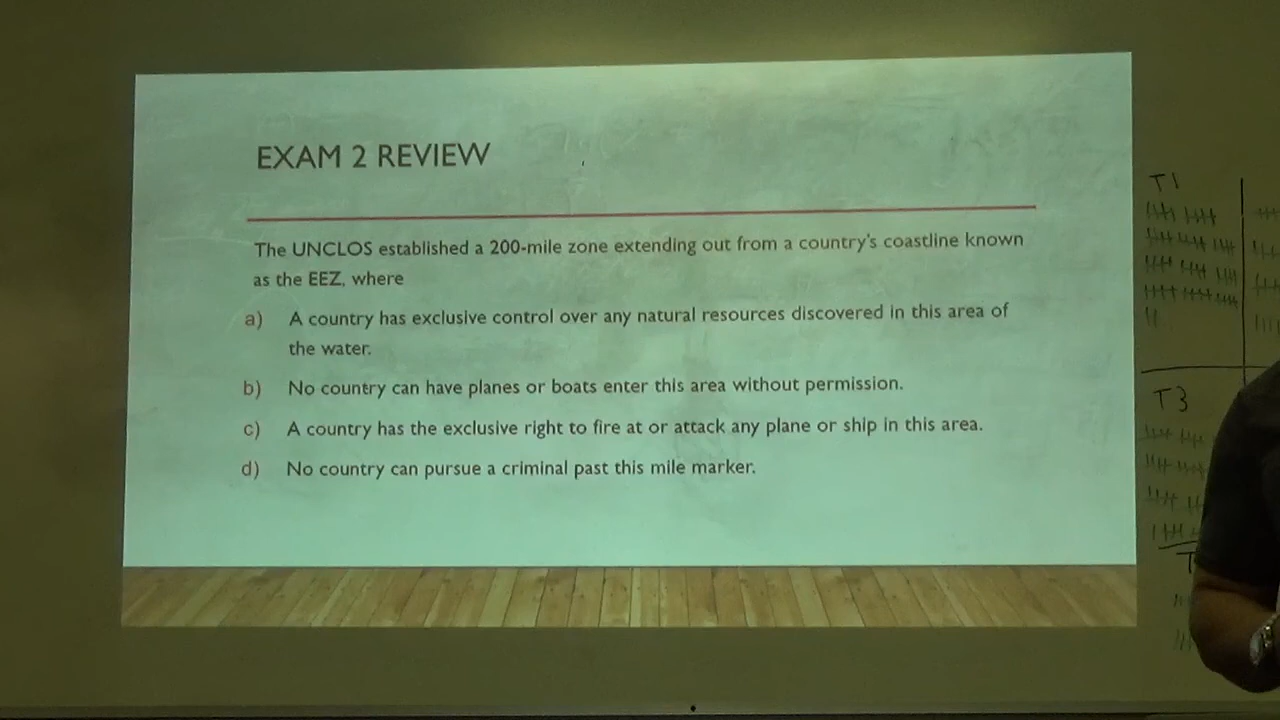 EXAM 2 REVIEW
The UNCLOS established a 200-mile zone extending out from a country's coastline known
as the EEZ, where
a) A country has exclusive control over any natural resources discovered in this area of
the water.
b) No country can have planes or boats enter this area without permission.
c) A country has the exclusive right to fire at or attack any plane or ship in this area.
d) No country can pursue a criminal past this mile marker.
T1
T3